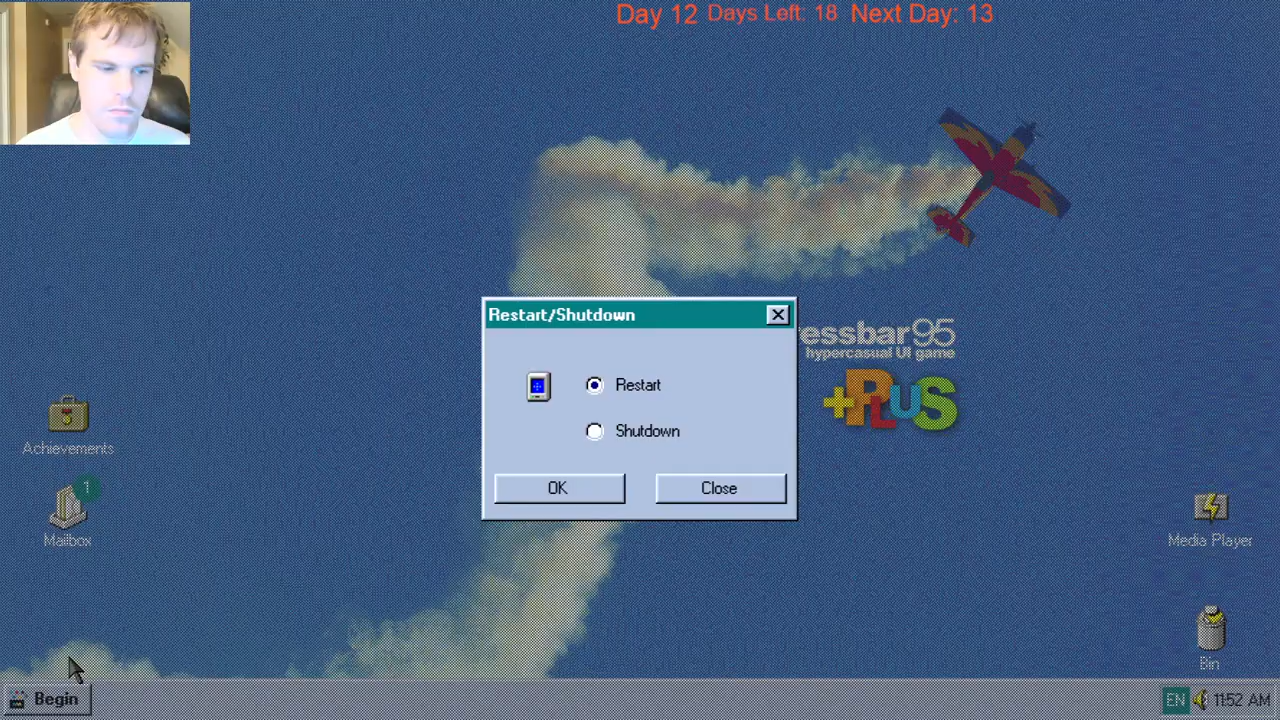 Day 12 Days Left: 18 Next Day: 13
Restart/Shutdown
Restart
Shutdown
OK Close
essbar95
hypercasual UI game
+PLUS
Achievements
1
Mailbox
Media Player
Bin
Begin
EN 11:52 AM